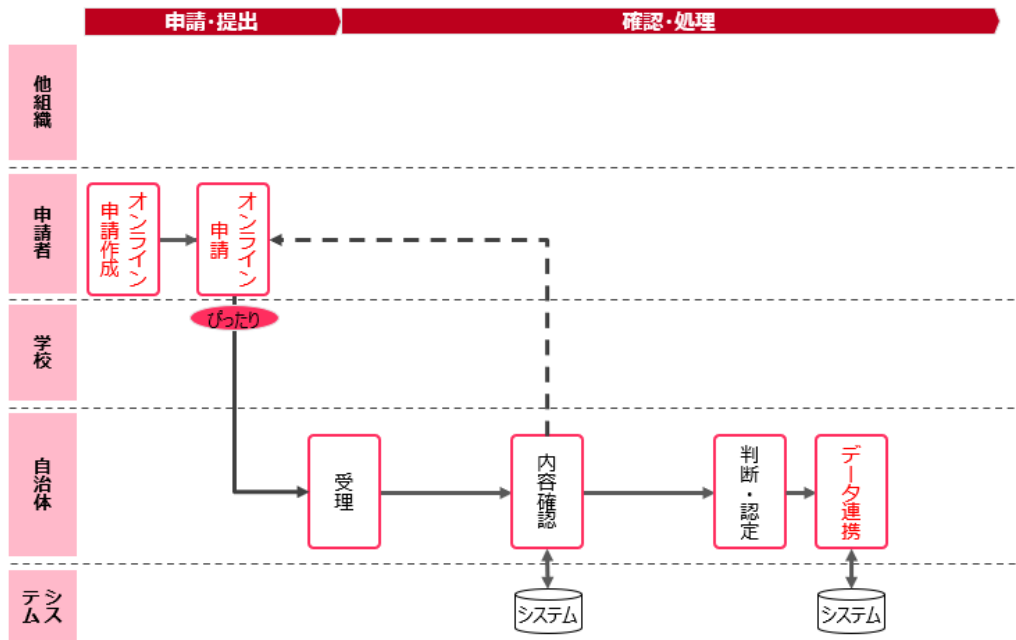 申請・提出
確認・処理
他組織
申請者
オンライン
申請作成
オンライン
申請
ぴったり
学校
自治体
受理
内容確認
判断・認定
データ連携
シス
テム
システム
システム